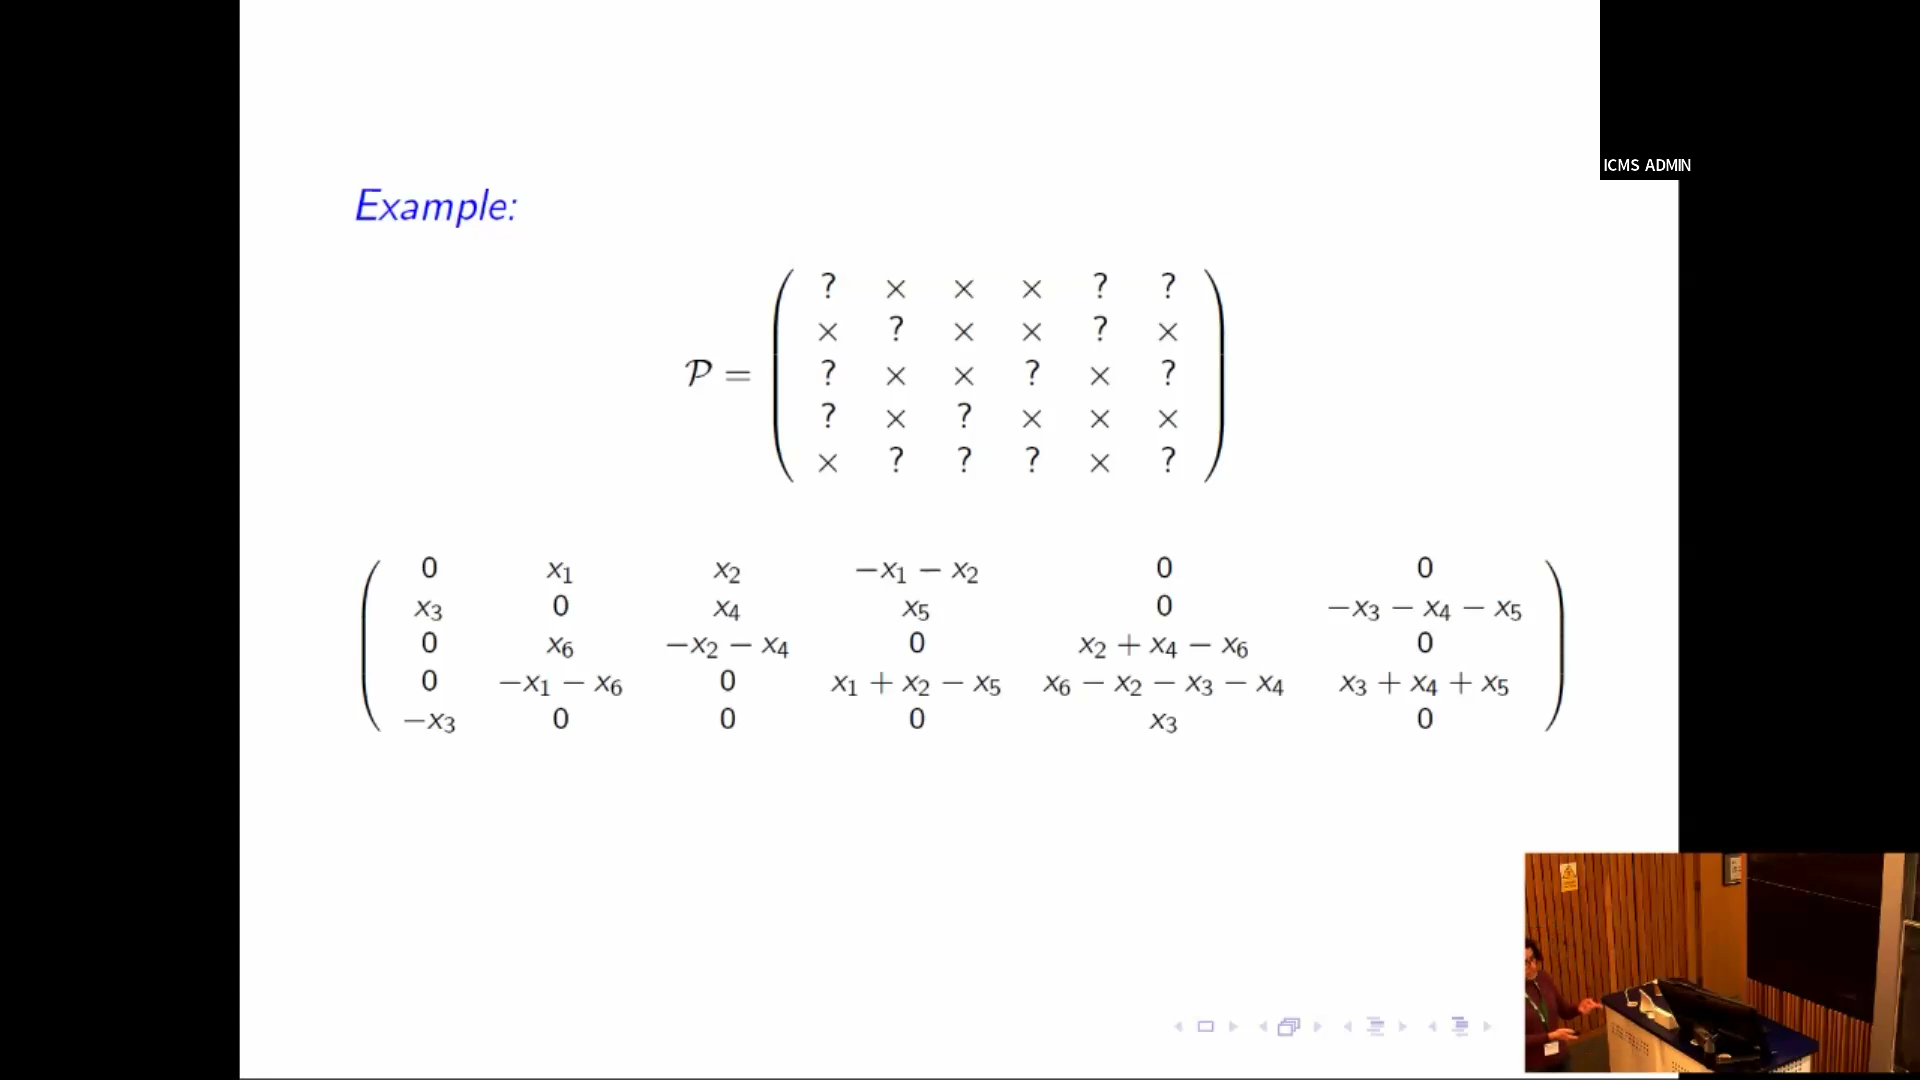 ICMS ADMIN
Example:
𝒫 = ( ? × × × ? ?
× ? × × ? ×
? × × ? × ?
? × ? × × ×
× ? ? ? × ? )
( 0 x₁ x₂ −x₁ − x₂ 0 0
x₃ 0 x₄ x₅ 0 −x₃ − x₄ − x₅
0 x₆ −x₂ − x₄ 0 x₂ + x₄ − x₆ 0
0 −x₁ − x₆ 0 x₁ + x₂ − x₅ x₆ − x₂ − x₃ − x₄ x₃ + x₄ + x₅
−x₃ 0 0 0 x₃ 0 )